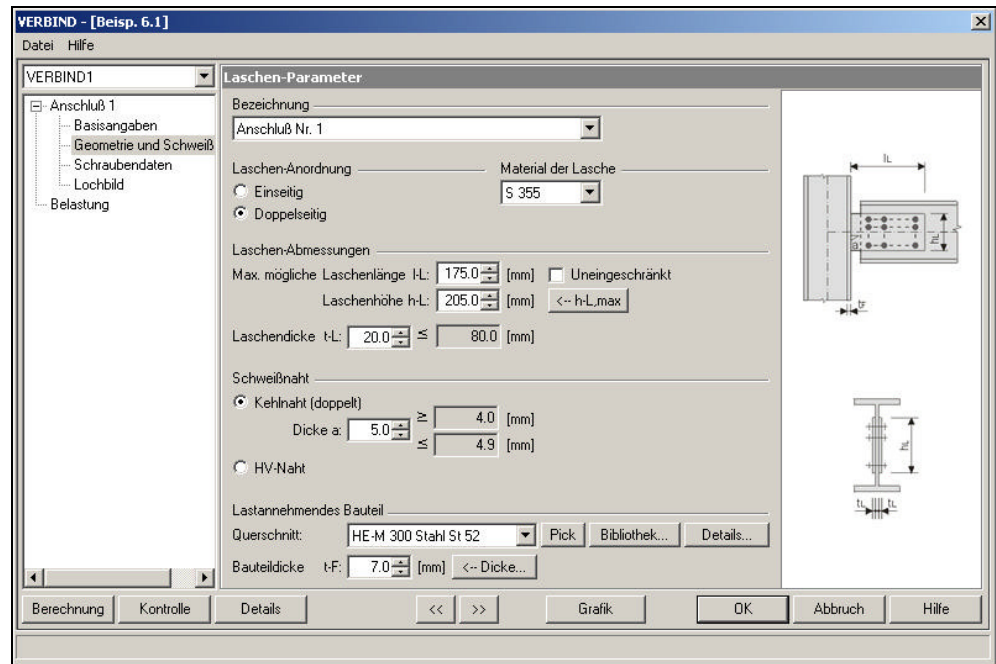 VERBIND - [Beisp. 6.1]
Datei Hilfe
VERBIND1
Anschluß 1
Basisangaben
Geometrie und Schweiß
Schraubendaten
Lochbild
Belastung
Laschen-Parameter
Bezeichnung
Anschluß Nr. 1
Laschen-Anordnung
Einseitig
Doppelseitig
Material der Lasche
S 355
Laschen-Abmessungen
Max. mögliche Laschenlänge l-L: 175.0 [mm] Uneingeschränkt
Laschenhöhe h-L: 205.0 [mm] <-- h-L,max
Laschendicke t-L: 20.0 ≤ 80.0 [mm]
Schweißnaht
Kehlnaht (doppelt)
Dicke a: 5.0 ≥ 4.0 [mm]
≤ 4.9 [mm]
HV-Naht
Lastannehmendes Bauteil
Querschnitt: HE-M 300 Stahl St 52 Pick Bibliothek... Details...
Bauteildicke t-F: 7.0 [mm] <-- Dicke...
lL
hL
tF
hL
tL tL
Berechnung Kontrolle Details << >> Grafik OK Abbruch Hilfe